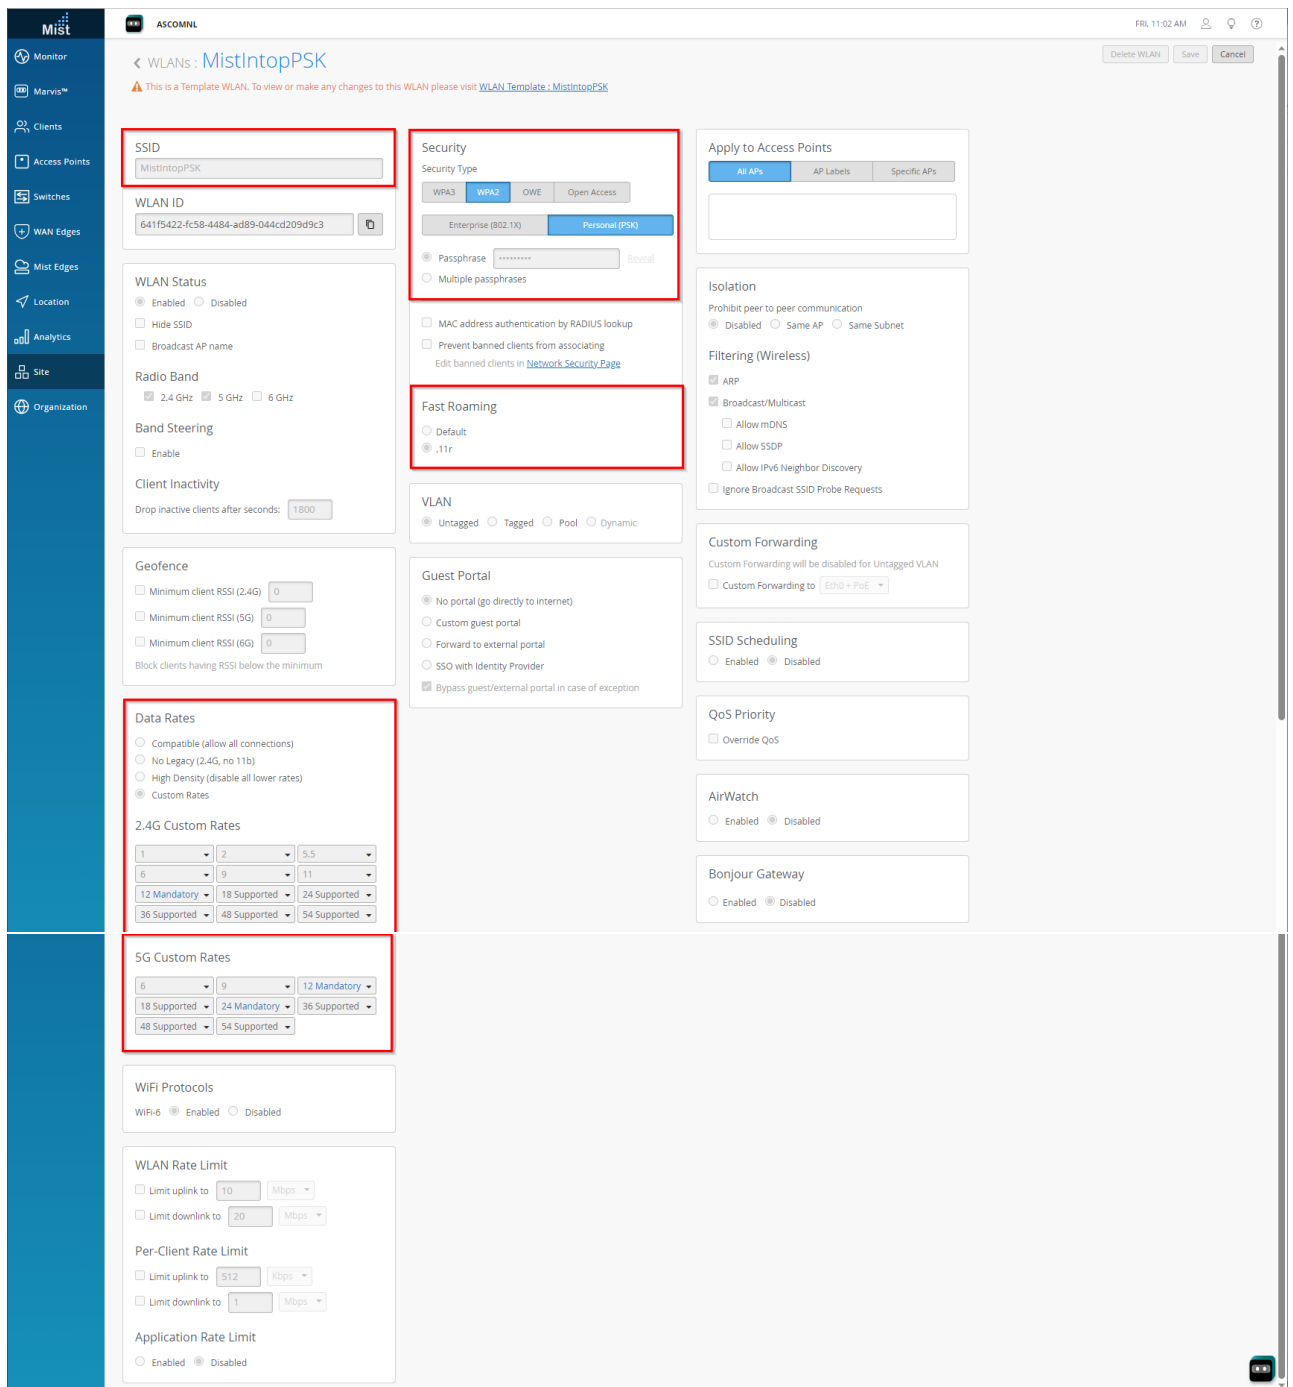 Mist
ASCOMNL
FRI, 11:02 AM
Monitor
Marvis™
Clients
Access Points
Switches
WAN Edges
Mist Edges
Location
Analytics
Site
Organization
WLANs : MistIntopPSK
Delete WLAN Save Cancel
This is a Template WLAN. To view or make any changes to this WLAN please visit WLAN Template : MistIntopPSK
SSID
MistIntopPSK
WLAN ID
641f5422-fc58-4484-ad89-044cd209d9c3
WLAN Status
Enabled Disabled
Hide SSID
Broadcast AP name
Radio Band
2.4 GHz 5 GHz 6 GHz
Band Steering
Enable
Client Inactivity
Drop inactive clients after seconds: 1800
Geofence
Minimum client RSSI (2.4G) 0
Minimum client RSSI (5G) 0
Minimum client RSSI (6G) 0
Block clients having RSSI below the minimum
Data Rates
Compatible (allow all connections)
No Legacy (2.4G, no 11b)
High Density (disable all lower rates)
Custom Rates
2.4G Custom Rates
1 2 5.5
6 9 11
12 Mandatory 18 Supported 24 Supported
36 Supported 48 Supported 54 Supported
5G Custom Rates
6 9 12 Mandatory
18 Supported 24 Mandatory 36 Supported
48 Supported 54 Supported
WiFi Protocols
WiFi-6 Enabled Disabled
WLAN Rate Limit
Limit uplink to 10 Mbps
Limit downlink to 20 Mbps
Per-Client Rate Limit
Limit uplink to 512 Kbps
Limit downlink to 1 Mbps
Application Rate Limit
Enabled Disabled
Security
Security Type
WPA3 WPA2 OWE Open Access
Enterprise (802.1X) Personal (PSK)
Passphrase ········· Reveal
Multiple passphrases
MAC address authentication by RADIUS lookup
Prevent banned clients from associating
Edit banned clients in Network Security Page
Fast Roaming
Default
.11r
VLAN
Untagged Tagged Pool Dynamic
Guest Portal
No portal (go directly to internet)
Custom guest portal
Forward to external portal
SSO with Identity Provider
Bypass guest/external portal in case of exception
Apply to Access Points
All APs AP Labels Specific APs
Isolation
Prohibit peer to peer communication
Disabled Same AP Same Subnet
Filtering (Wireless)
ARP
Broadcast/Multicast
Allow mDNS
Allow SSDP
Allow IPv6 Neighbor Discovery
Ignore Broadcast SSID Probe Requests
Custom Forwarding
Custom Forwarding will be disabled for Untagged VLAN
Custom Forwarding to Eth0 + PoE
SSID Scheduling
Enabled Disabled
QoS Priority
Override QoS
AirWatch
Enabled Disabled
Bonjour Gateway
Enabled Disabled